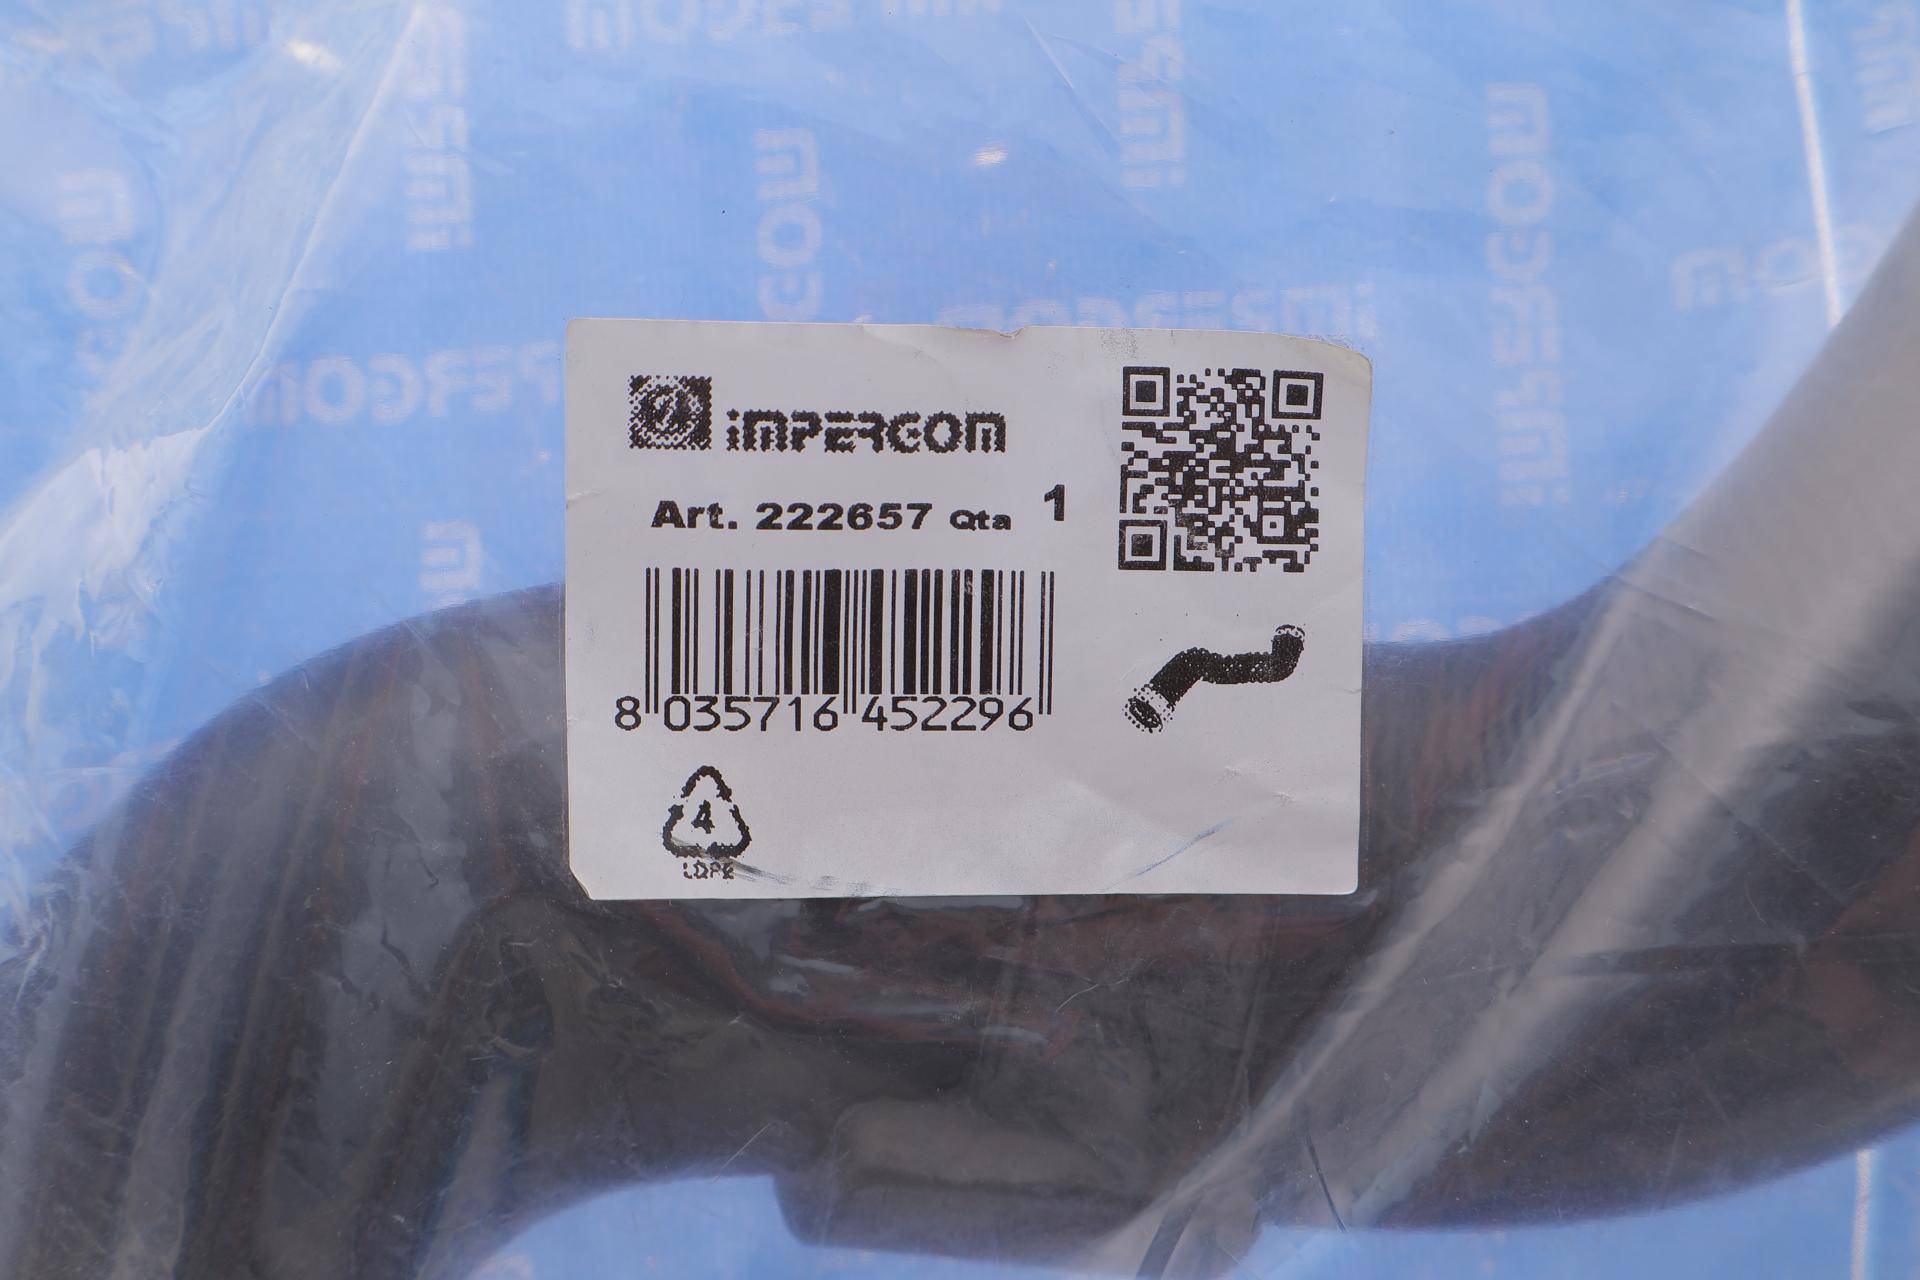 iMPERGOM
Art. 222657 Qta 1
8 035716 452296
4
LDPE